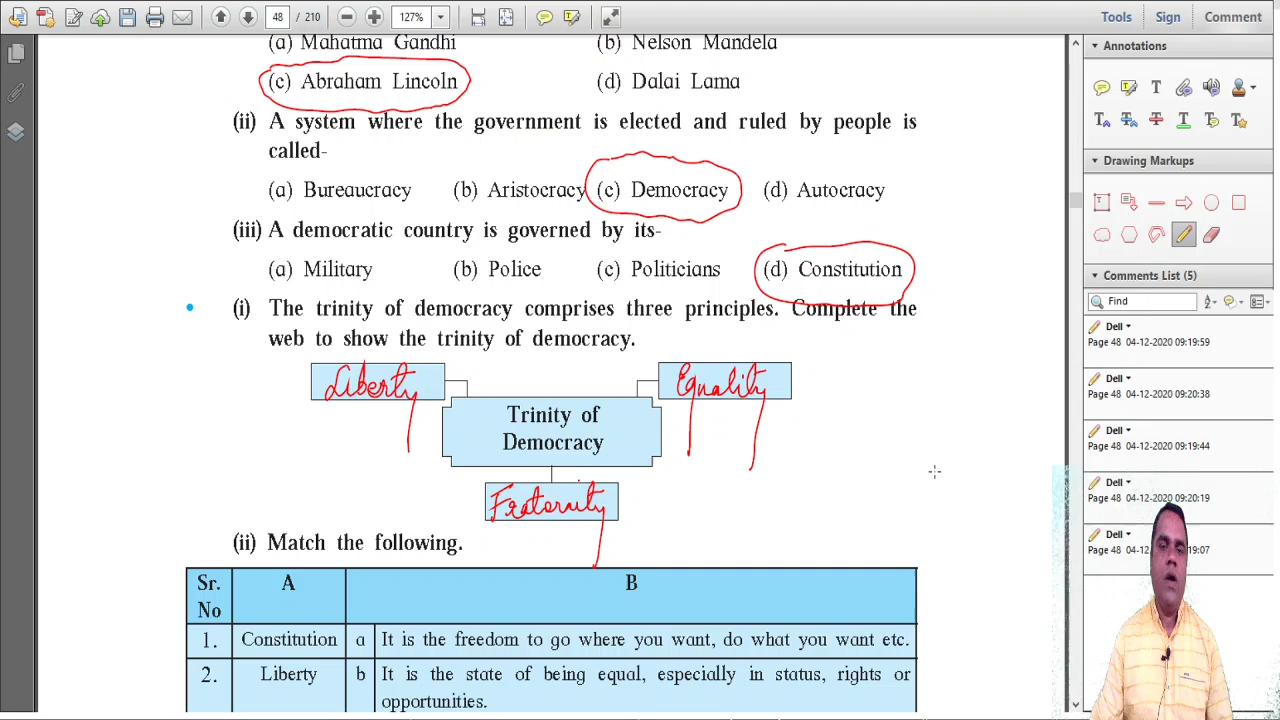 48 / 210
127%
Tools Sign Comment
(a) Mahatma Gandhi (b) Nelson Mandela
(c) Abraham Lincoln (d) Dalai Lama
(ii) A system where the government is elected and ruled by people is
called-
(a) Bureaucracy (b) Aristocracy (c) Democracy (d) Autocracy
(iii) A democratic country is governed by its-
(a) Military (b) Police (c) Politicians (d) Constitution
(i) The trinity of democracy comprises three principles. Complete the
web to show the trinity of democracy.
Liberty Equality
Trinity of
Democracy
Fraternity
(ii) Match the following.
Sr. No A B
1. Constitution a It is the freedom to go where you want, do what you want etc.
2. Liberty b It is the state of being equal, especially in status, rights or
opportunities.
Annotations
Drawing Markups
Comments List (5)
Find
Dell
Page 48 04-12-2020 09:19:59
Dell
Page 48 04-12-2020 09:20:38
Dell
Page 48 04-12-2020 09:19:44
Dell
Page 48 04-12-2020 09:20:19
Dell
Page 48 04-12- 19:07